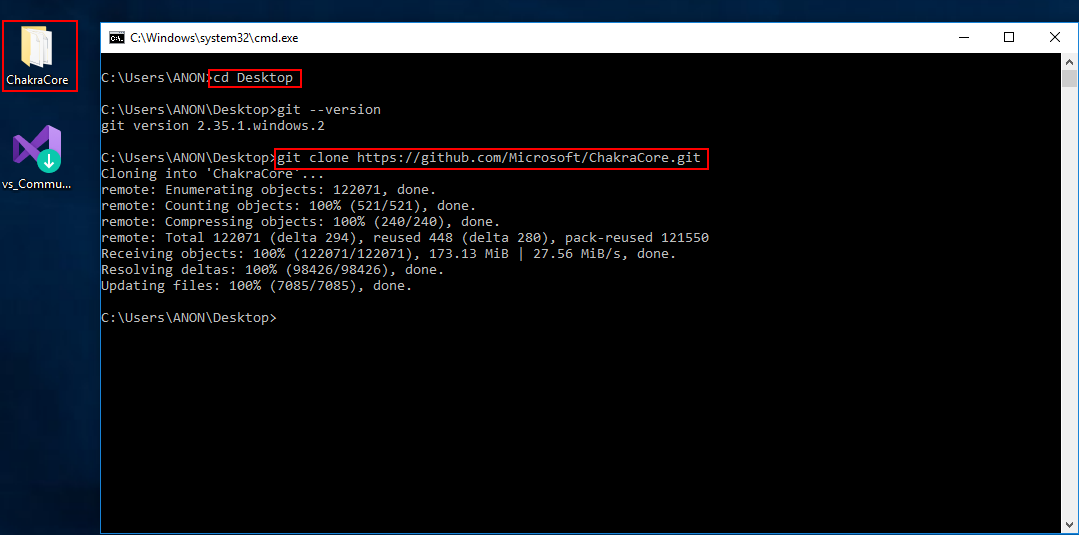 ChakraCore
vs_Commu...
C:\Windows\system32\cmd.exe
C:\Users\ANON>cd Desktop
C:\Users\ANON\Desktop>git --version
git version 2.35.1.windows.2
C:\Users\ANON\Desktop>git clone https://github.com/Microsoft/ChakraCore.git
Cloning into 'ChakraCore'...
remote: Enumerating objects: 122071, done.
remote: Counting objects: 100% (521/521), done.
remote: Compressing objects: 100% (240/240), done.
remote: Total 122071 (delta 294), reused 448 (delta 280), pack-reused 121550
Receiving objects: 100% (122071/122071), 173.13 MiB | 27.56 MiB/s, done.
Resolving deltas: 100% (98426/98426), done.
Updating files: 100% (7085/7085), done.
C:\Users\ANON\Desktop>